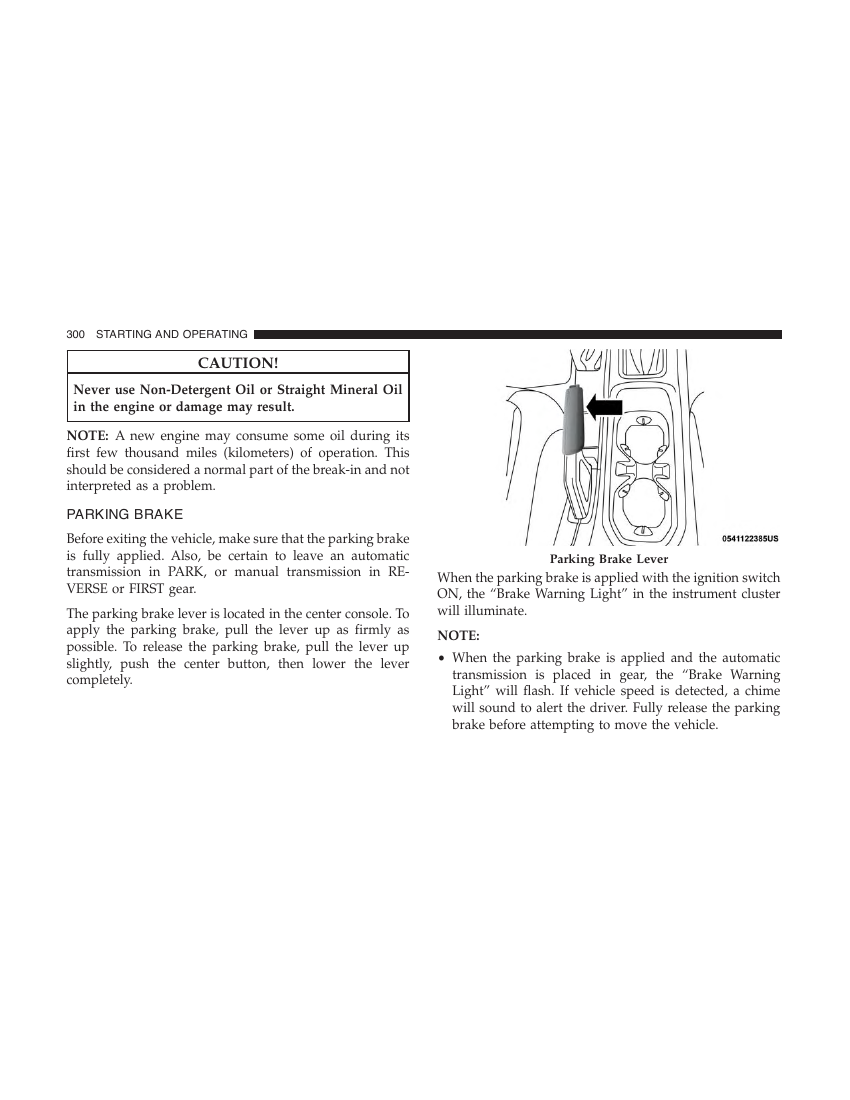 300 STARTING AND OPERATING
CAUTION!
Never use Non-Detergent Oil or Straight Mineral Oil
in the engine or damage may result.
NOTE: A new engine may consume some oil during its
first few thousand miles (kilometers) of operation. This
should be considered a normal part of the break-in and not
interpreted as a problem.
PARKING BRAKE
Before exiting the vehicle, make sure that the parking brake
is fully applied. Also, be certain to leave an automatic
transmission in PARK, or manual transmission in RE-
VERSE or FIRST gear.
The parking brake lever is located in the center console. To
apply the parking brake, pull the lever up as firmly as
possible. To release the parking brake, pull the lever up
slightly, push the center button, then lower the lever
completely.
0541122385US
Parking Brake Lever
When the parking brake is applied with the ignition switch
ON, the “Brake Warning Light” in the instrument cluster
will illuminate.
NOTE:
• When the parking brake is applied and the automatic
transmission is placed in gear, the “Brake Warning
Light” will flash. If vehicle speed is detected, a chime
will sound to alert the driver. Fully release the parking
brake before attempting to move the vehicle.